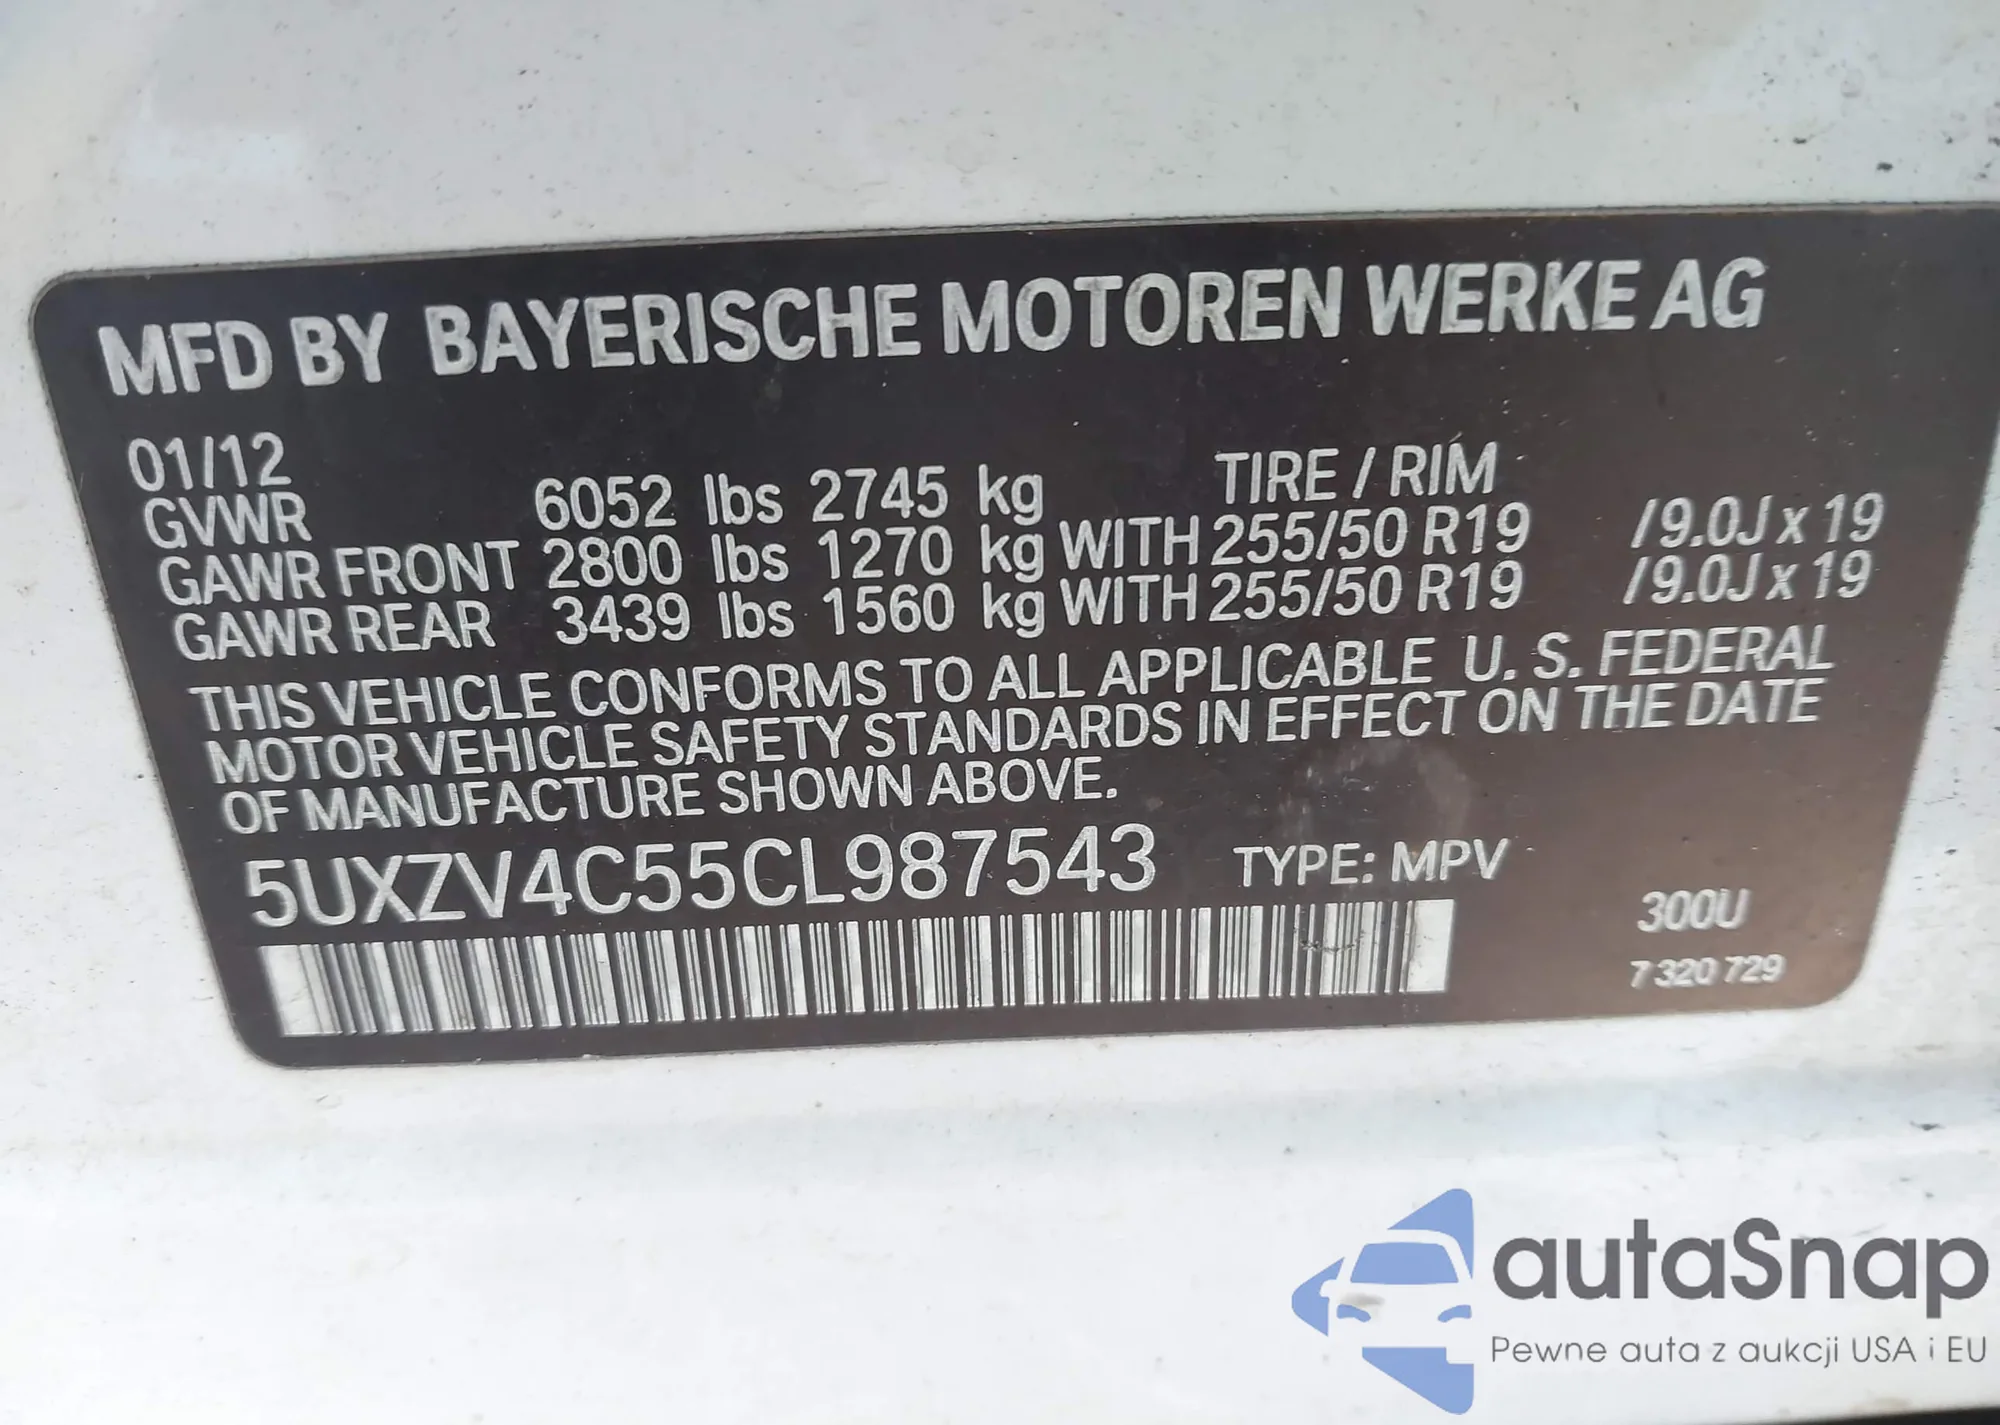 MFD BY BAYERISCHE MOTOREN WERKE AG
01/12 TIRE / RIM
GVWR 6052 lbs 2745 kg
GAWR FRONT 2800 lbs 1270 kg WITH 255/50 R19 /9.0J x 19
GAWR REAR 3439 lbs 1560 kg WITH 255/50 R19 /9.0J x 19
THIS VEHICLE CONFORMS TO ALL APPLICABLE U. S. FEDERAL
MOTOR VEHICLE SAFETY STANDARDS IN EFFECT ON THE DATE
OF MANUFACTURE SHOWN ABOVE.
5UXZV4C55CL987543 TYPE: MPV
300U
7 320 729
autaSnap
Pewne auta z aukcji USA i EU